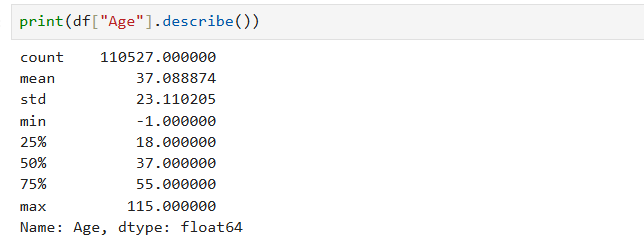 print(df["Age"].describe())
count    110527.000000
mean         37.088874
std          23.110205
min          -1.000000
25%          18.000000
50%          37.000000
75%          55.000000
max         115.000000
Name: Age, dtype: float64